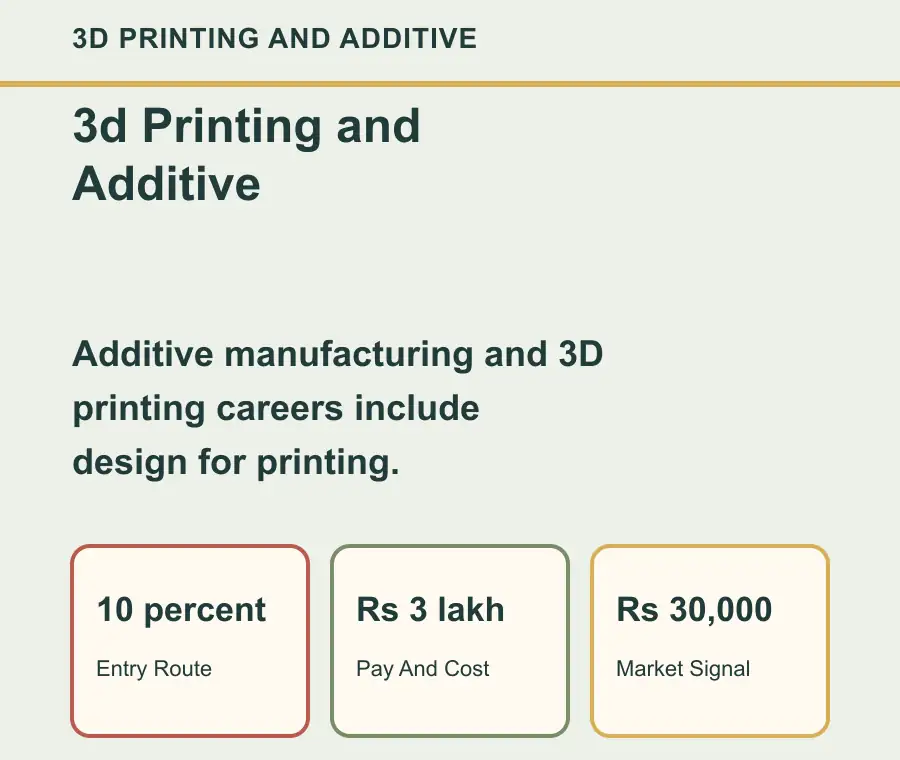 3D PRINTING AND ADDITIVE
3d Printing and
Additive
Additive manufacturing and 3D
printing careers include
design for printing.
10 percent
Entry Route
Rs 3 lakh
Pay And Cost
Rs 30,000
Market Signal